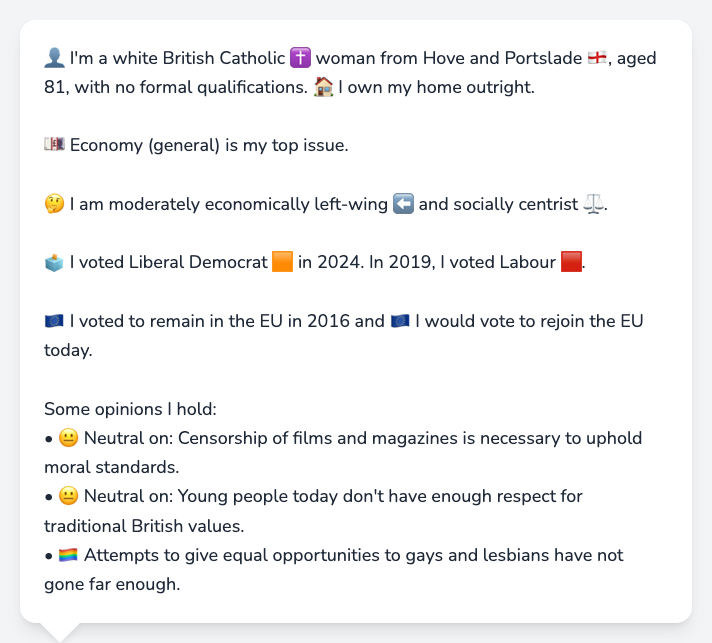 👤 I'm a white British Catholic ✝️ woman from Hove and Portslade 🏴󠁧󠁢󠁥󠁮󠁧󠁿, aged
81, with no formal qualifications. 🏠 I own my home outright.
💷 Economy (general) is my top issue.
🤔 I am moderately economically left-wing ⬅️ and socially centrist ⚖️.
🗳️ I voted Liberal Democrat 🟧 in 2024. In 2019, I voted Labour 🟥.
🇪🇺 I voted to remain in the EU in 2016 and 🇪🇺 I would vote to rejoin the EU
today.
Some opinions I hold:
• 😐 Neutral on: Censorship of films and magazines is necessary to uphold
moral standards.
• 😐 Neutral on: Young people today don't have enough respect for
traditional British values.
• 🏳️‍🌈 Attempts to give equal opportunities to gays and lesbians have not
gone far enough.